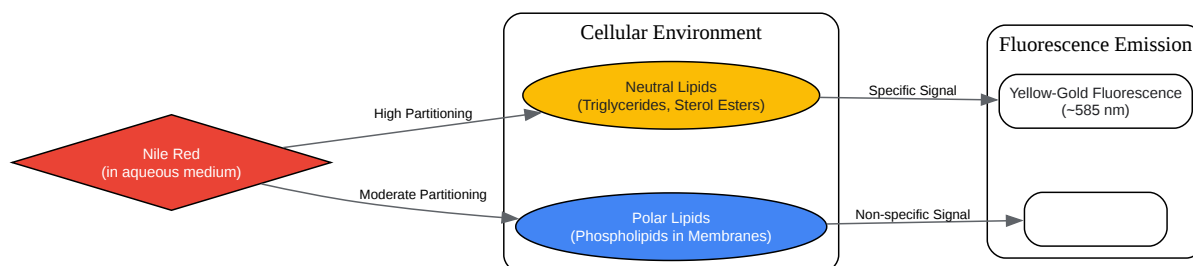 Cellular Environment
Fluorescence Emission
Neutral Lipids
(Triglycerides, Sterol Esters)
Specific Signal
Yellow-Gold Fluorescence
(~585 nm)
High Partitioning
Nile Red
(in aqueous medium)
Moderate Partitioning
Polar Lipids
(Phospholipids in Membranes)
Non-specific Signal